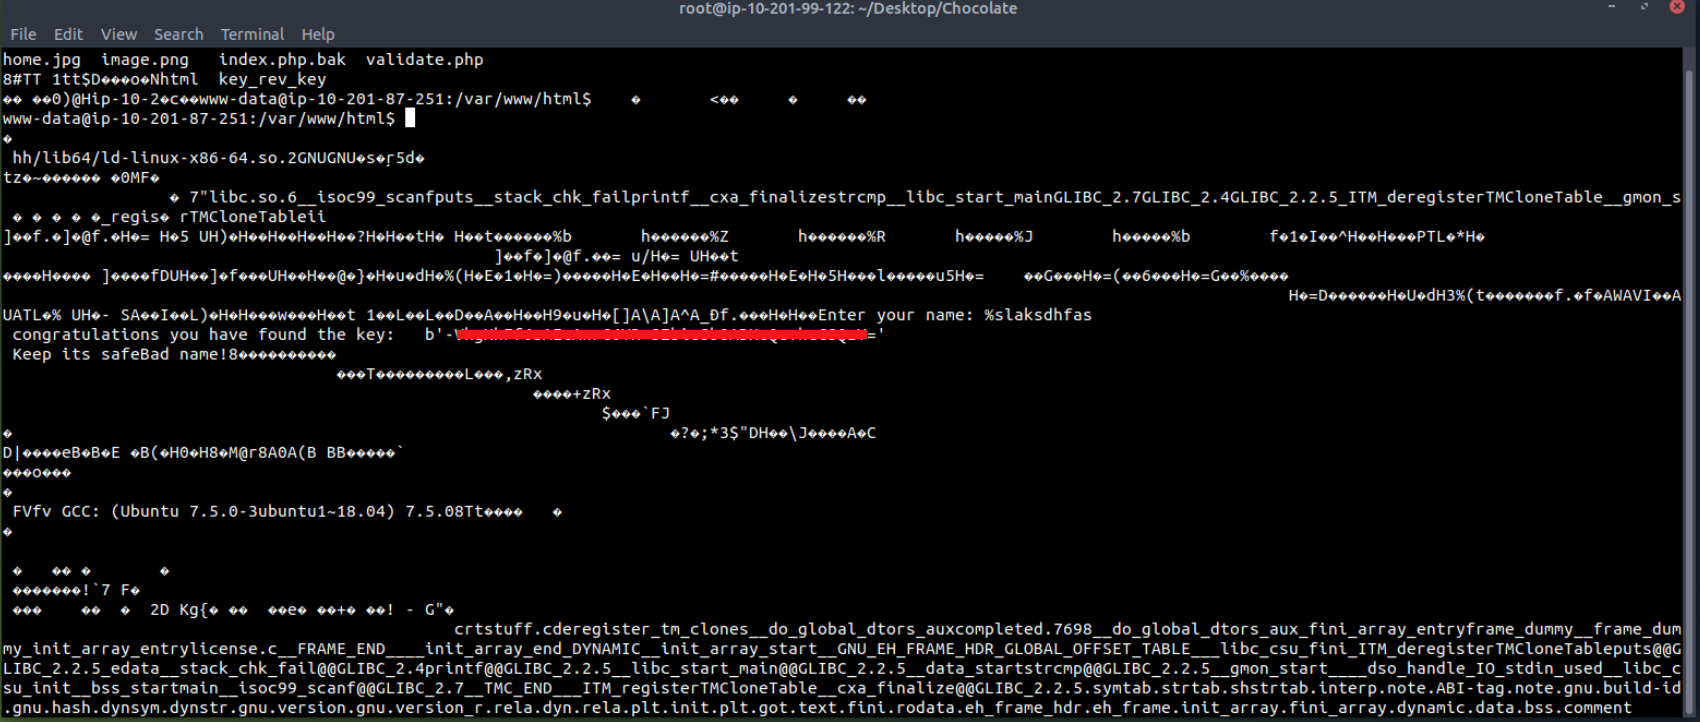 root@ip-10-201-99-122: ~/Desktop/Chocolate
File Edit View Search Terminal Help
home.jpg image.png index.php.bak validate.php
8#TT 1tt$D���o�Nhtml key_rev_key
�� ��0)@Hip-10-2�c��www-data@ip-10-201-87-251:/var/www/html$ � <�� � ��
www-data@ip-10-201-87-251:/var/www/html$
�
hh/lib64/ld-linux-x86-64.so.2GNUGNU�s�ŗ5d�
tz�~������ �0MF�
� 7"libc.so.6__isoc99_scanfputs__stack_chk_failprintf__cxa_finalizestrcmp__libc_start_mainGLIBC_2.7GLIBC_2.4GLIBC_2.2.5_ITM_deregisterTMCloneTable__gmon_s
� � � � �_regis� rTMCloneTableii
]��f.�]�@f.�H�= H�5 UH)�H��H��H��H��?H�H��tH� H��t������%b h������%Z h������%R h�����%J h�����%b f�1�I��^H��H���PTL�*H�
]��f�]�@f.��= u/H�= UH��t
����H���� ]����fDUH��]�f���UH��H��@�}�H�u�dH�%(H�E�1�H�=)�����H�E�H��H�=#�����H�E�H�5H���l�����u5H�= ��G���H�=(��6���H�=G��%����
H�=D������H�U�dH3%(t�������f.�f�AWAVI��A
UATL�% UH�- SA��I��L)�H�H���w���H��t 1��L��L��D��A��H��H9�u�H�[]A\A]A^A_Ðf.���H�H��Enter your name: %slaksdhfas
congratulations you have found the key: b'- ='
Keep its safeBad name!8����������
���T���������L���,zRx
����+zRx
$���`FJ
� �?�;*3$"DH��\J����A�C
D|����eB�B�E �B(�H0�H8�M@r8A0A(B BB�����`
���o���
�
FVfv GCC: (Ubuntu 7.5.0-3ubuntu1~18.04) 7.5.08Tt���� �
�
� �� � �
�������!`7 F�
��� �� � 2D Kg{� �� ��e� ��+� ��! - G"�
crtstuff.cderegister_tm_clones__do_global_dtors_auxcompleted.7698__do_global_dtors_aux_fini_array_entryframe_dummy__frame_dum
my_init_array_entrylicense.c__FRAME_END____init_array_end_DYNAMIC__init_array_start__GNU_EH_FRAME_HDR_GLOBAL_OFFSET_TABLE___libc_csu_fini_ITM_deregisterTMCloneTableputs@@G
LIBC_2.2.5_edata__stack_chk_fail@@GLIBC_2.4printf@@GLIBC_2.2.5__libc_start_main@@GLIBC_2.2.5__data_startstrcmp@@GLIBC_2.2.5__gmon_start____dso_handle_IO_stdin_used__libc_c
su_init__bss_startmain__isoc99_scanf@@GLIBC_2.7__TMC_END___ITM_registerTMCloneTable__cxa_finalize@@GLIBC_2.2.5.symtab.strtab.shstrtab.interp.note.ABI-tag.note.gnu.build-id
.gnu.hash.dynsym.dynstr.gnu.version.gnu.version_r.rela.dyn.rela.plt.init.plt.got.text.fini.rodata.eh_frame_hdr.eh_frame.init_array.fini_array.dynamic.data.bss.comment